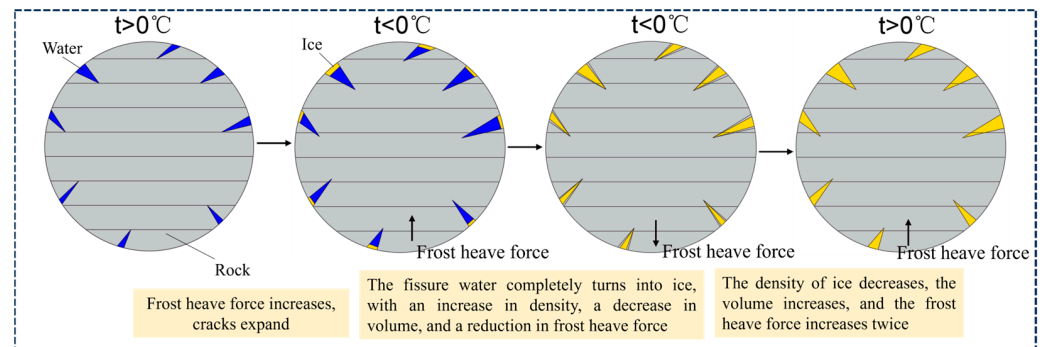 t>0℃
t<0℃
t<0℃
t>0℃
Water
Ice
Rock
Frost heave force
Frost heave force
Frost heave force
Frost heave force increases,
cracks expand
The fissure water completely turns into ice,
with an increase in density, a decrease in
volume, and a reduction in frost heave force
The density of ice decreases, the
volume increases, and the frost
heave force increases twice